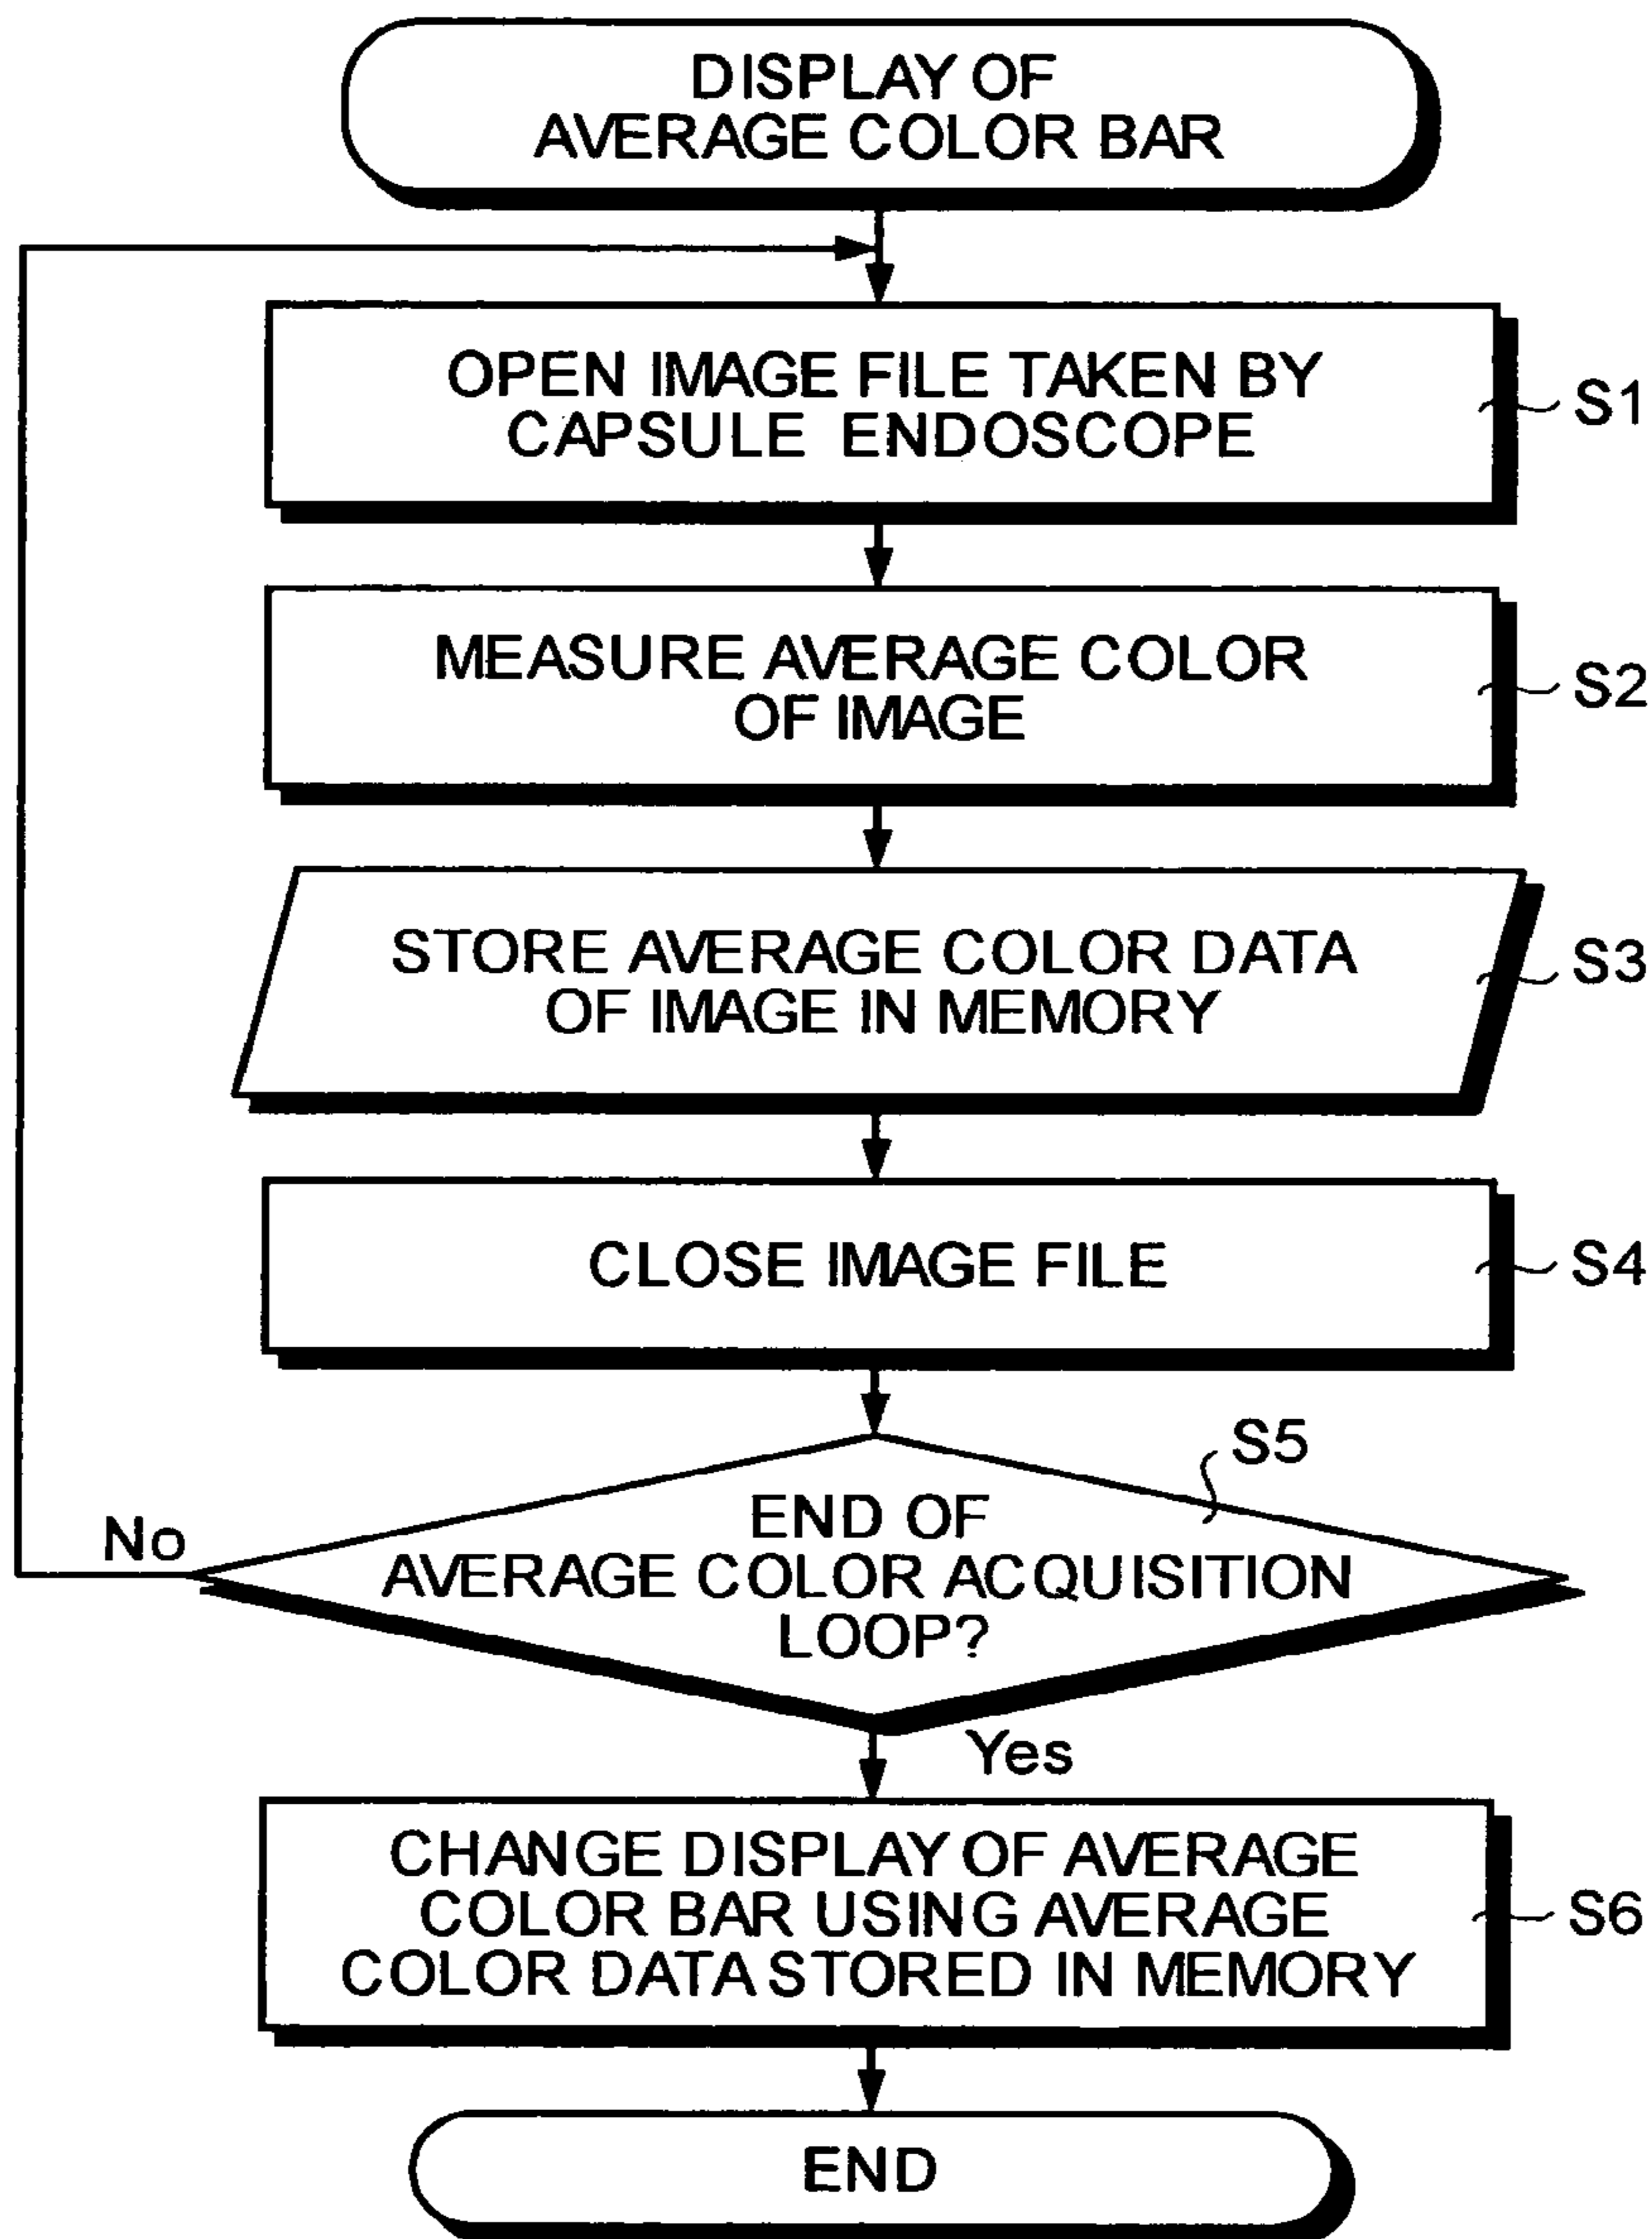 DISPLAY OF
AVERAGE COLOR BAR
OPEN IMAGE FILE TAKEN BY
CAPSULE ENDOSCOPE
S1
MEASURE AVERAGE COLOR
OF IMAGE
S2
STORE AVERAGE COLOR DATA
OF IMAGE IN MEMORY
S3
CLOSE IMAGE FILE
S4
S5
END OF
AVERAGE COLOR ACQUISITION
LOOP?
No
Yes
CHANGE DISPLAY OF AVERAGE
COLOR BAR USING AVERAGE
COLOR DATA STORED IN MEMORY
S6
END